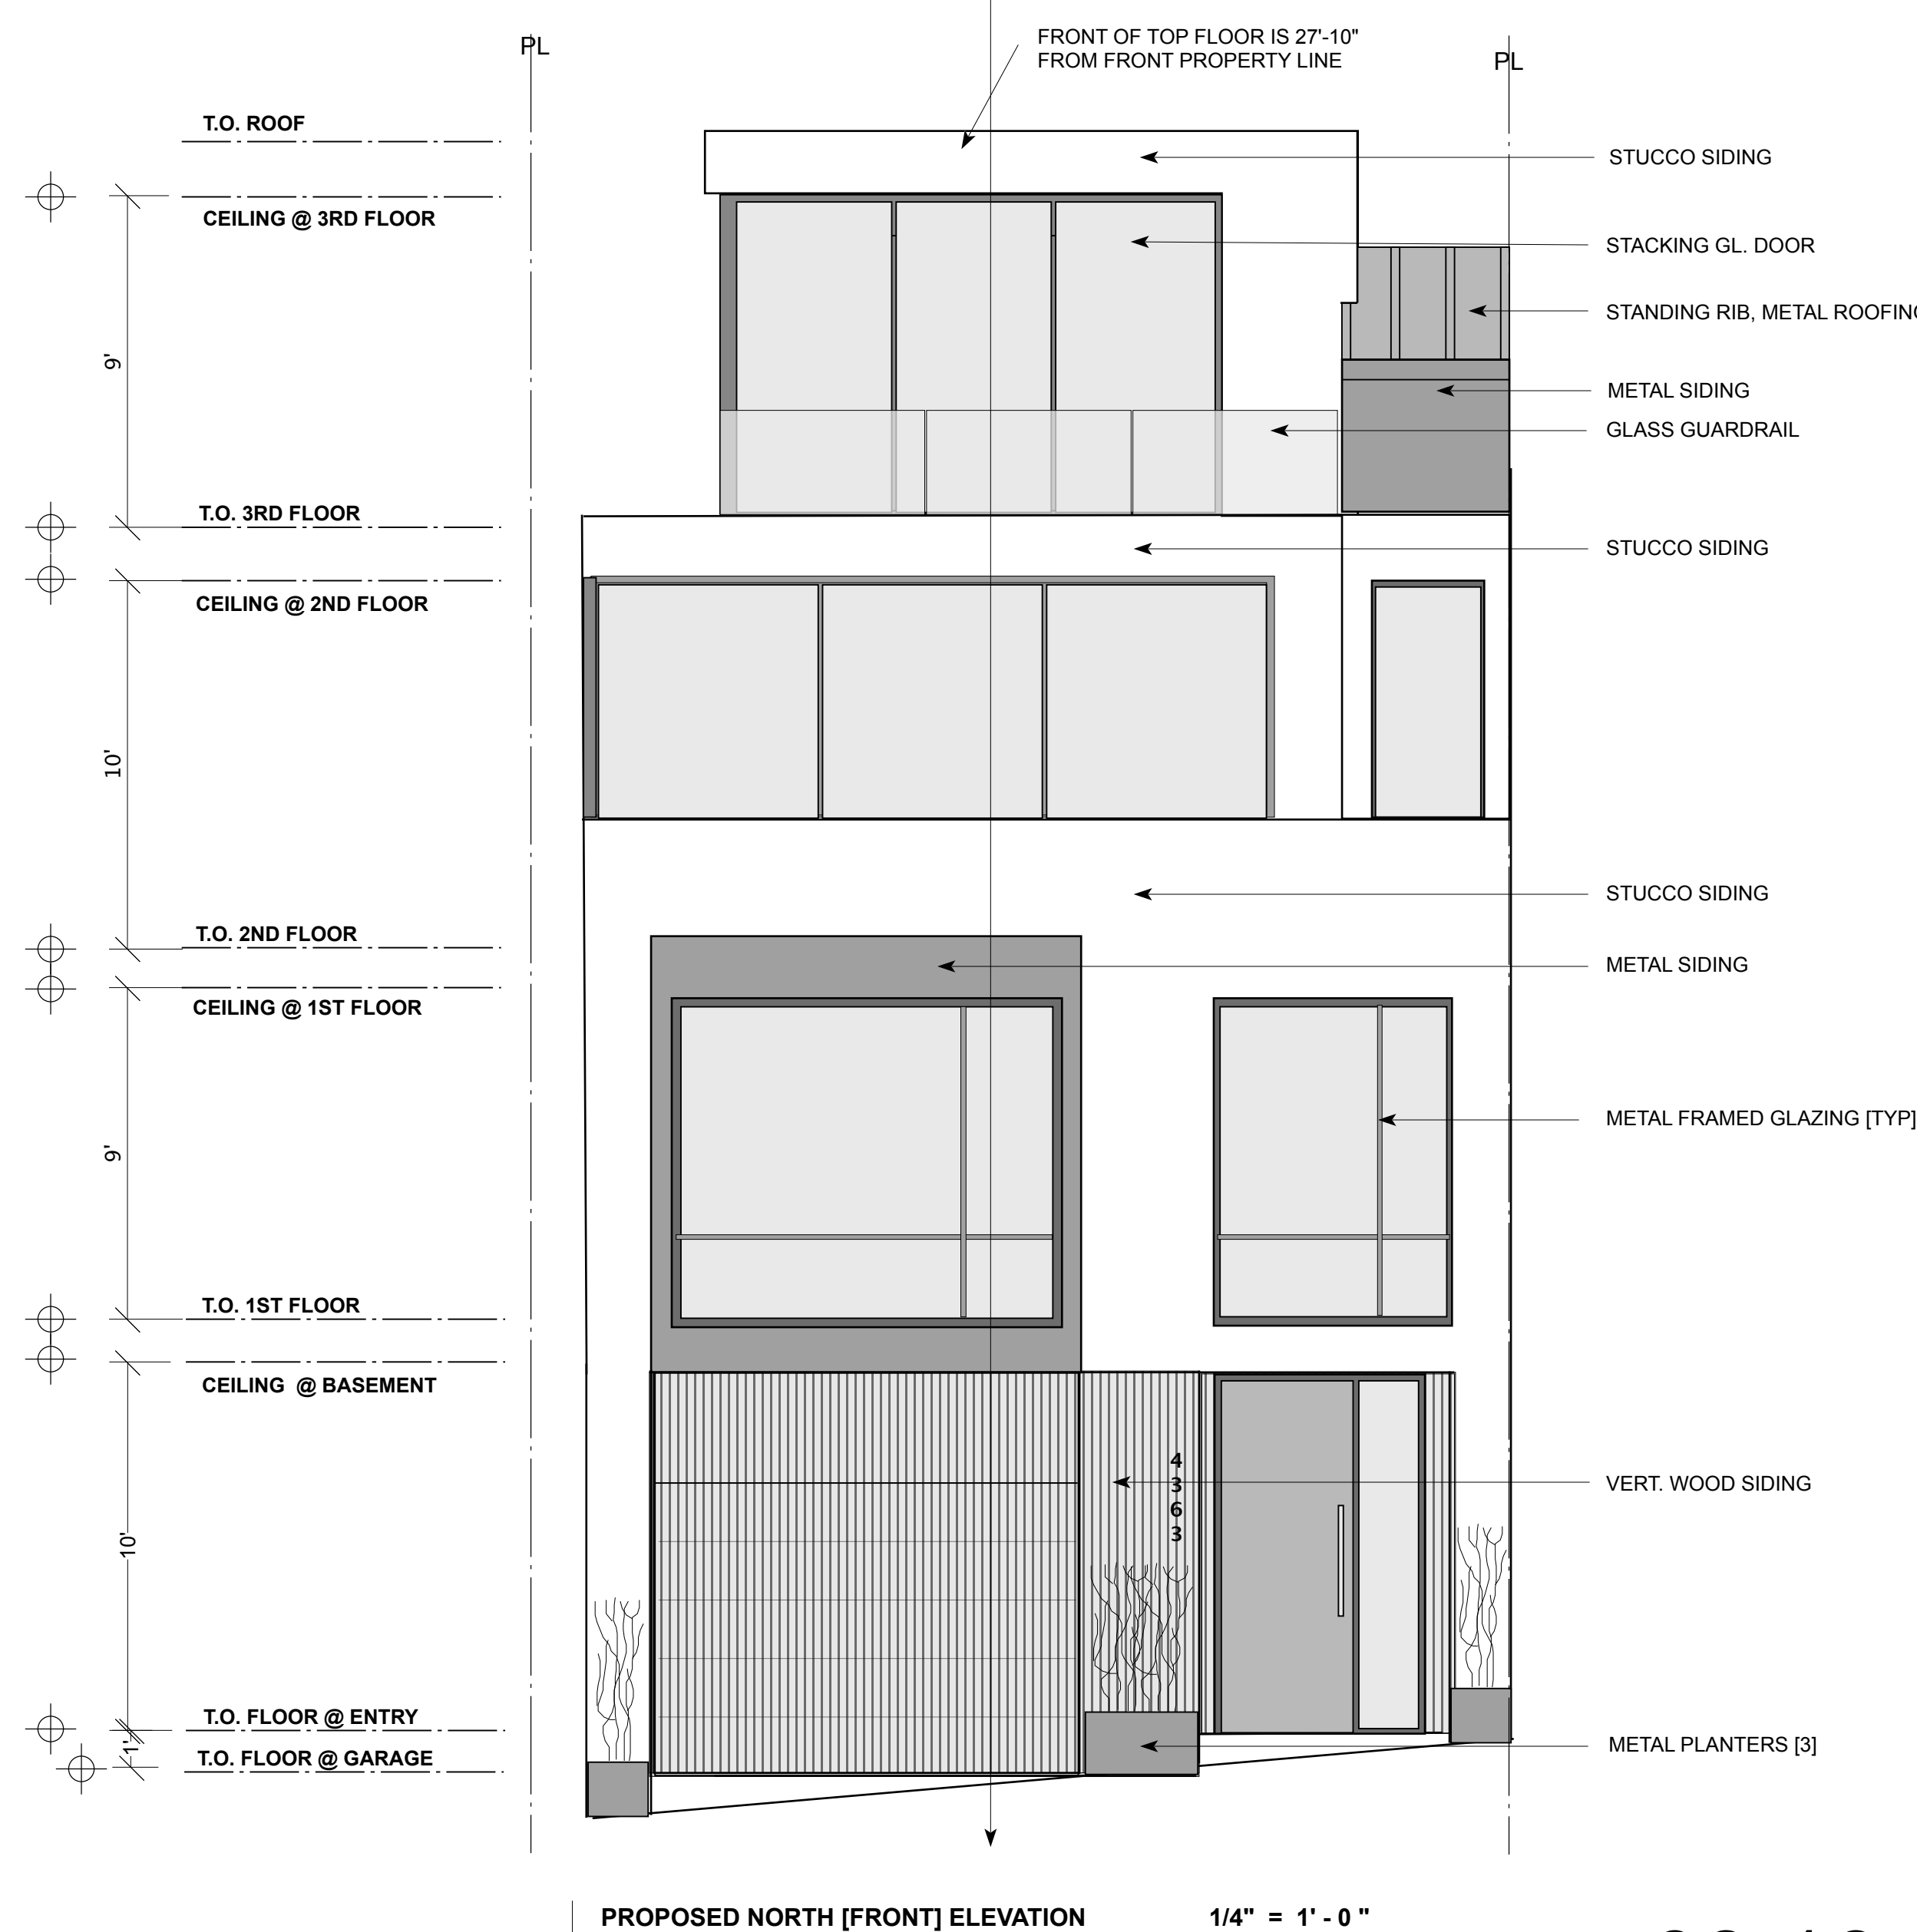 FRONT OF TOP FLOOR IS 27'-10"
FROM FRONT PROPERTY LINE
PL
PL
T.O. ROOF
STUCCO SIDING
CEILING @ 3RD FLOOR
STACKING GL. DOOR
STANDING RIB, METAL ROOFING
9'
METAL SIDING
GLASS GUARDRAIL
T.O. 3RD FLOOR
STUCCO SIDING
CEILING @ 2ND FLOOR
10'
STUCCO SIDING
T.O. 2ND FLOOR
METAL SIDING
CEILING @ 1ST FLOOR
METAL FRAMED GLAZING [TYP]
9'
T.O. 1ST FLOOR
CEILING @ BASEMENT
4
3
6
3
VERT. WOOD SIDING
10'
T.O. FLOOR @ ENTRY
1'
T.O. FLOOR @ GARAGE
METAL PLANTERS [3]
PROPOSED NORTH [FRONT] ELEVATION 1/4" = 1' - 0 "